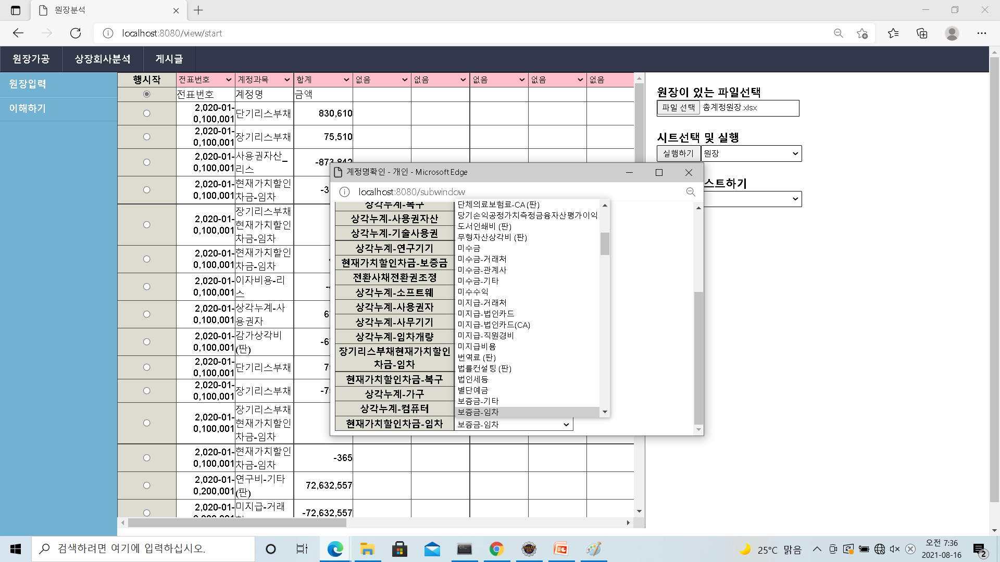 원장분석
localhost:8080/view/start
원장가공 상장회사분석 게시글
원장입력
이해하기
행시작 전표번호 계정과목 합계 없음 없음 없음 없음 없음
전표번호 계정명 금액
2,020-01-
0,100,001 단기리스부채 830,610
2,020-01-
0,100,001 장기리스부채 75,510
2,020-01-
0,100,001 사용권자산_
리스 -873,842
2,020-01-
0,100,001 현재가치할인
차금-임차 -3
2,020-01-
0,100,001 장기리스부채
현재가치할인
차금-임차
2,020-01-
0,100,001 현재가치할인
차금-임차
2,020-01-
0,100,001 이자비용-리
스
2,020-01-
0,100,001 상각누계-사
용권자 6
2,020-01-
0,100,001 감가상각비
(판) -6
2,020-01-
0,100,001 단기리스부채 7
2,020-01-
0,100,001 장기리스부채 -7
2,020-01-
0,100,001 장기리스부채
현재가치할인
차금-임차
2,020-01-
0,100,001 현재가치할인
차금-임차 -365
2,020-01-
0,200,001 연구비-기타
(판) 72,632,557
2,020-01-
미지급-거래
-72,632,557
원장이 있는 파일선택
파일 선택 총계정원장.xlsx
시트선택 및 실행
실행하기 원장
스트하기
계정명확인 - 개인 - Microsoft Edge
localhost:8080/subwindow
상각누계-복구
상각누계-사용권자산
상각누계-기술사용권
상각누계-연구기기
현재가치할인차금-보증금
전환사채전환권조정
상각누계-소프트웨
상각누계-사용권자
상각누계-사무기기
상각누계-임차개량
장기리스부채현재가치할인
차금-임차
현재가치할인차금-복구
상각누계-가구
상각누계-컴퓨터
현재가치할인차금-임차
단체의료보험료-CA (판)
당기손익공정가치측정금융자산평가이익
도서인쇄비 (판)
무형자산상각비 (판)
미수금
미수금-거래처
미수금-관계사
미수금-기타
미수수익
미지급-거래처
미지급-법인카드
미지급-법인카드(CA)
미지급-직원경비
미지급비용
번역료 (판)
법률컨설팅 (판)
법인세등
별단예금
보증금-기타
보증금-임차
보증금-임차
검색하려면 여기에 입력하십시오.
25°C 맑음
오전 7:36
2021-08-16
2